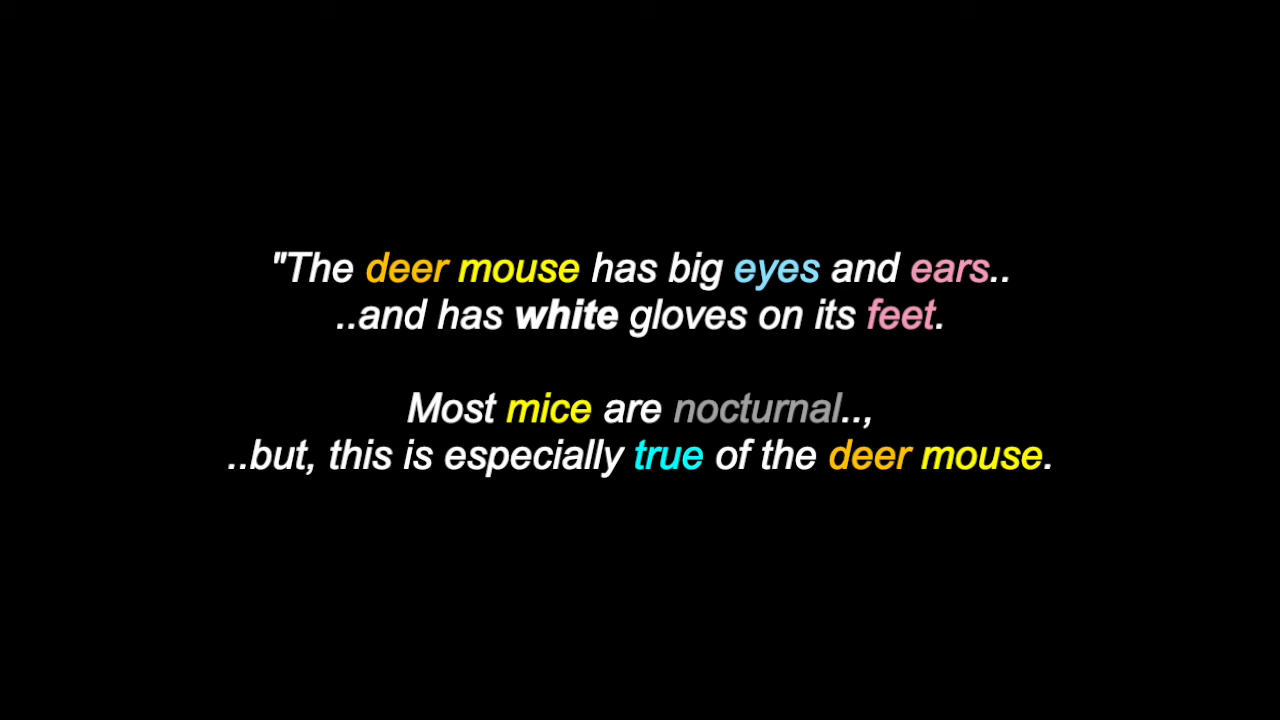 "The deer mouse has big eyes and ears..
..and has white gloves on its feet.
Most mice are nocturnal..,
..but, this is especially true of the deer mouse.